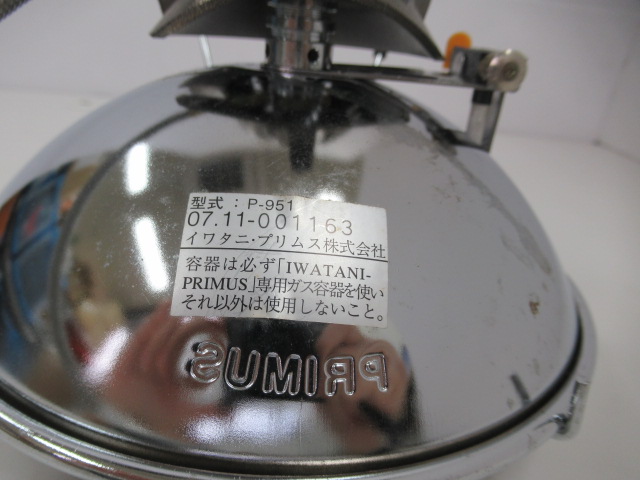 型式：P-951
07.11-001163
イワタニ・プリムス株式会社
容器は必ず「IWATANI-
PRIMUS」専用ガス容器を使い
それ以外は使用しないこと。
PRIMUS